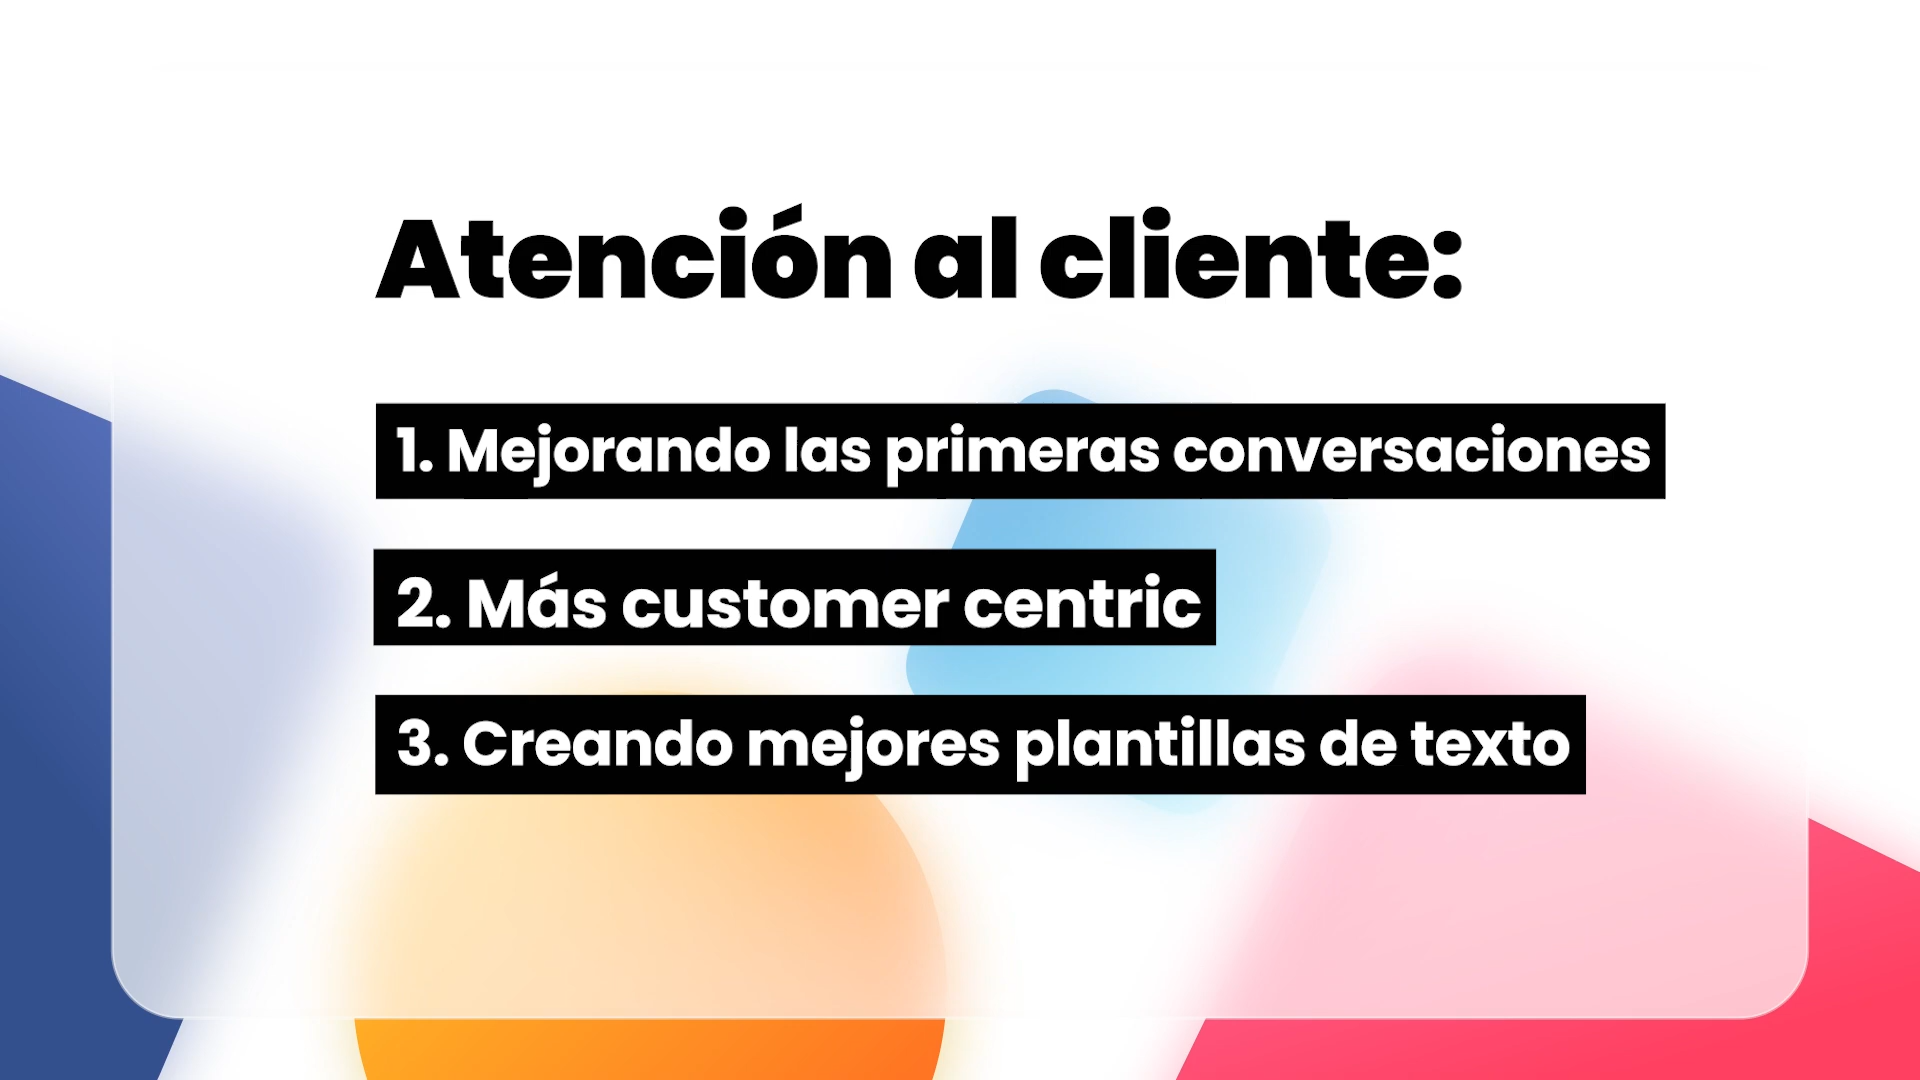 Atención al cliente:
1. Mejorando las primeras conversaciones
2. Más customer centric
3. Creando mejores plantillas de texto